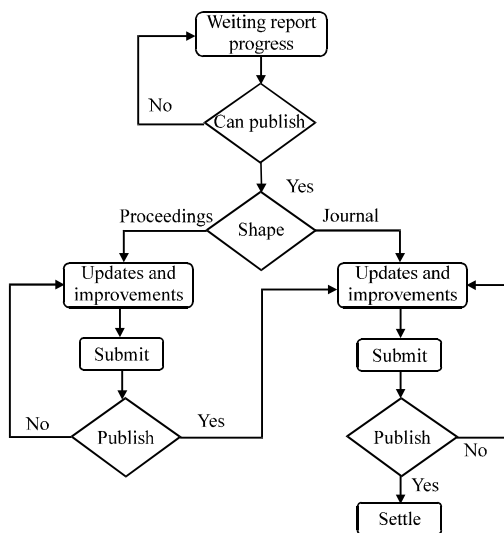 Weiting report
progress
No
Can publish
Yes
Proceedings
Shape
Journal
Updates and
improvements
Updates and
improvements
Submit
Submit
No
Publish
Yes
Publish
No
Yes
Settle